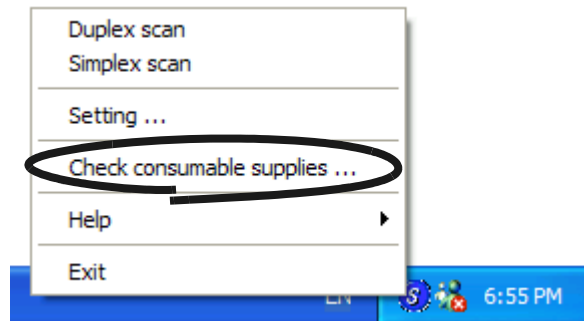 Duplex scan
Simplex scan
Setting ...
Check consumable supplies ...
Help
Exit
EN
S
6:55 PM